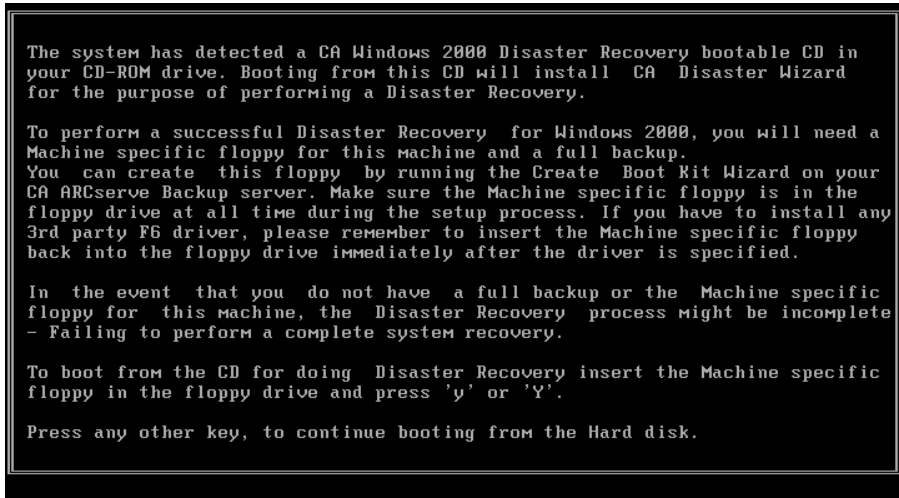 The system has detected a CA Windows 2000 Disaster Recovery bootable CD in
your CD-ROM drive. Booting from this CD will install  CA  Disaster Wizard
for the purpose of performing a Disaster Recovery.
To perform a successful Disaster Recovery  for Windows 2000, you will need a
Machine specific floppy for this machine and a full backup.
You  can create  this floppy  by running the Create  Boot Kit Wizard on your
CA ARCserve Backup server. Make sure the Machine specific floppy is in the
floppy drive at all time during the setup process. If you have to install any
3rd party F6 driver, please remember to insert the Machine specific floppy
back into the floppy drive immediately after the driver is specified.
In  the event  that you  do not have  a full backup or the  Machine specific
floppy for  this machine, the  Disaster Recovery  process might be incomplete
- Failing to perform a complete system recovery.
To boot from the CD for doing  Disaster Recovery insert the Machine specific
floppy in the floppy drive and press 'y' or 'Y'.
Press any other key, to continue booting from the Hard disk.